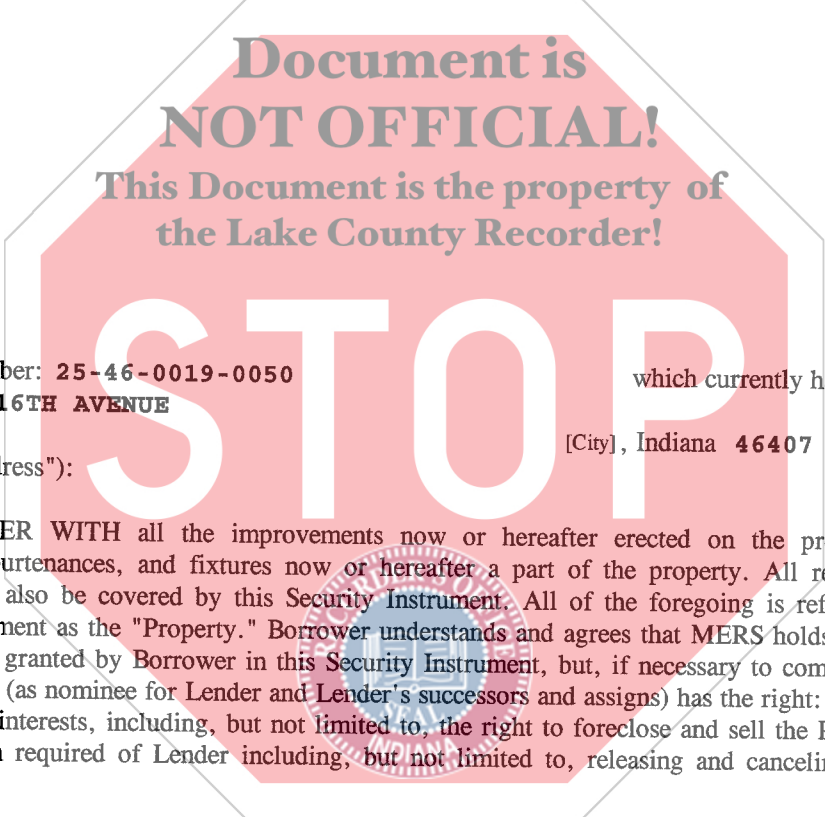 Document is
NOT OFFICIAL!
This Document is the property of
the Lake County Recorder!
STOP
ber: 25-46-0019-0050 which currently h
16TH AVENUE
[City], Indiana 46407
ress"):
ER WITH all the improvements now or hereafter erected on the pr
urtenances, and fixtures now or hereafter a part of the property. All re
also be covered by this Security Instrument. All of the foregoing is ref
ment as the "Property." Borrower understands and agrees that MERS holds
granted by Borrower in this Security Instrument, but, if necessary to com
(as nominee for Lender and Lender's successors and assigns) has the right:
interests, including, but not limited to, the right to foreclose and sell the
required of Lender including, but not limited to, releasing and cancelin
SEAL
INDIANA